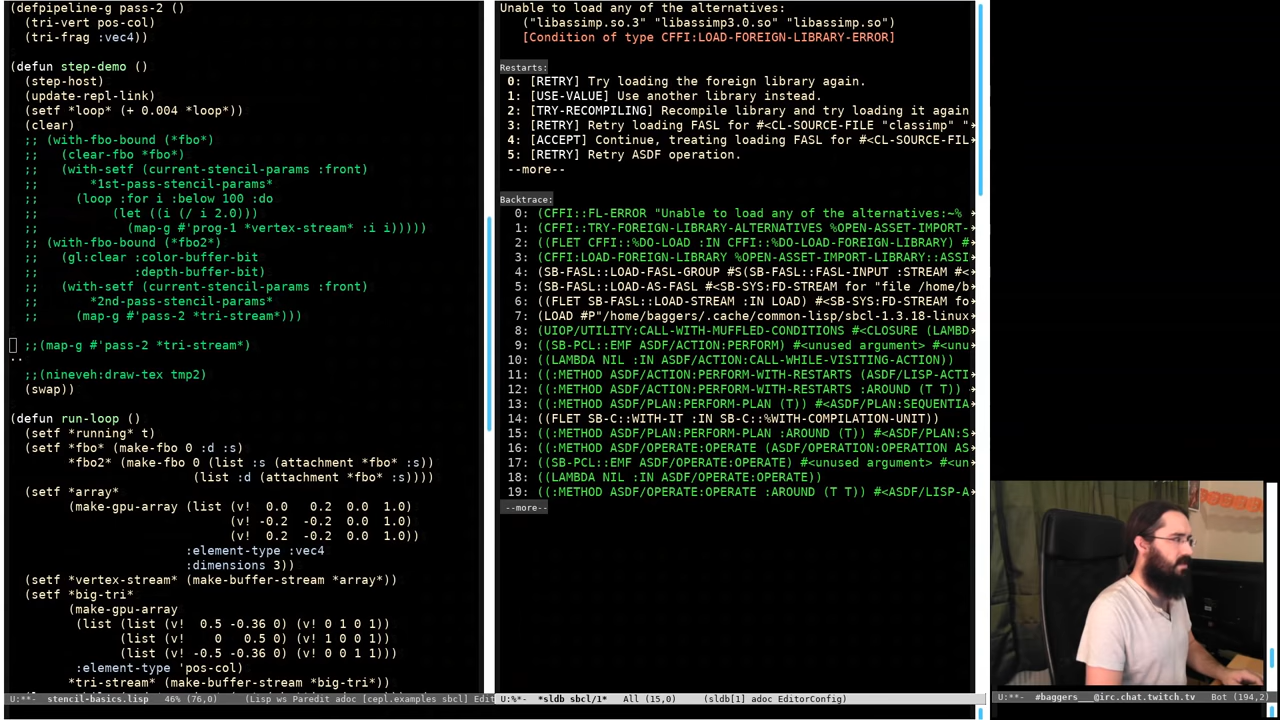 (defpipeline-g pass-2 ()
(tri-vert pos-col)
(tri-frag :vec4))
(defun step-demo ()
(step-host)
(update-repl-link)
(setf *loop* (+ 0.004 *loop*))
(clear)
;; (with-fbo-bound (*fbo*)
;;   (clear-fbo *fbo*)
;;   (with-setf (current-stencil-params :front)
;;       *1st-pass-stencil-params*
;;     (loop :for i :below 100 :do
;;          (let ((i (/ i 2.0)))
;;            (map-g #'prog-1 *vertex-stream* :i i)))))
;; (with-fbo-bound (*fbo2*)
;;   (gl:clear :color-buffer-bit
;;             :depth-buffer-bit)
;;   (with-setf (current-stencil-params :front)
;;       *2nd-pass-stencil-params*
;;     (map-g #'pass-2 *tri-stream*)))
;;(map-g #'pass-2 *tri-stream*)
;;(nineveh:draw-tex tmp2)
(swap))
(defun run-loop ()
(setf *running* t)
(setf *fbo* (make-fbo 0 :d :s)
*fbo2* (make-fbo 0 (list :s (attachment *fbo* :s))
(list :d (attachment *fbo* :s))))
(setf *array*
(make-gpu-array (list (v!  0.0  0.2  0.0  1.0)
(v! -0.2 -0.2  0.0  1.0)
(v!  0.2 -0.2  0.0  1.0))
:element-type :vec4
:dimensions 3))
(setf *vertex-stream* (make-buffer-stream *array*))
(setf *big-tri*
(make-gpu-array
(list (list (v!  0.5 -0.36 0) (v! 0 1 0 1))
(list (v!    0   0.5 0) (v! 1 0 0 1))
(list (v! -0.5 -0.36 0) (v! 0 0 1 1)))
:element-type 'pos-col)
*tri-stream* (make-buffer-stream *big-tri*))
U:**-  stencil-basics.lisp   46% (76,0)    (Lisp ws Paredit adoc [cepl.examples sbcl] Edit
Unable to load any of the alternatives:
("libassimp.so.3" "libassimp3.0.so" "libassimp.so")
[Condition of type CFFI:LOAD-FOREIGN-LIBRARY-ERROR]
Restarts:
0: [RETRY] Try loading the foreign library again.
1: [USE-VALUE] Use another library instead.
2: [TRY-RECOMPILING] Recompile library and try loading it again
3: [RETRY] Retry loading FASL for #<CL-SOURCE-FILE "classimp" "
4: [ACCEPT] Continue, treating loading FASL for #<CL-SOURCE-FIL
5: [RETRY] Retry ASDF operation.
--more--
Backtrace:
0: (CFFI::FL-ERROR "Unable to load any of the alternatives:~%
1: (CFFI::TRY-FOREIGN-LIBRARY-ALTERNATIVES %OPEN-ASSET-IMPORT-
2: ((FLET CFFI::%DO-LOAD :IN CFFI::%DO-LOAD-FOREIGN-LIBRARY) #
3: (CFFI:LOAD-FOREIGN-LIBRARY %OPEN-ASSET-IMPORT-LIBRARY::ASSI
4: (SB-FASL::LOAD-FASL-GROUP #S(SB-FASL::FASL-INPUT :STREAM #<
5: (SB-FASL::LOAD-AS-FASL #<SB-SYS:FD-STREAM for "file /home/b
6: ((FLET SB-FASL::LOAD-STREAM :IN LOAD) #<SB-SYS:FD-STREAM fo
7: (LOAD #P"/home/baggers/.cache/common-lisp/sbcl-1.3.18-linux
8: (UIOP/UTILITY:CALL-WITH-MUFFLED-CONDITIONS #<CLOSURE (LAMBD
9: ((SB-PCL::EMF ASDF/ACTION:PERFORM) #<unused argument> #<unu
10: ((LAMBDA NIL :IN ASDF/ACTION:CALL-WHILE-VISITING-ACTION))
11: ((:METHOD ASDF/ACTION:PERFORM-WITH-RESTARTS (ASDF/LISP-ACTI
12: ((:METHOD ASDF/ACTION:PERFORM-WITH-RESTARTS :AROUND (T T))
13: ((:METHOD ASDF/PLAN:PERFORM-PLAN (T)) #<ASDF/PLAN:SEQUENTIA
14: ((FLET SB-C::WITH-IT :IN SB-C::%WITH-COMPILATION-UNIT))
15: ((:METHOD ASDF/PLAN:PERFORM-PLAN :AROUND (T)) #<ASDF/PLAN:S
16: ((:METHOD ASDF/OPERATE:OPERATE (ASDF/OPERATION:OPERATION AS
17: ((SB-PCL::EMF ASDF/OPERATE:OPERATE) #<unused argument> #<un
18: ((LAMBDA NIL :IN ASDF/OPERATE:OPERATE))
19: ((:METHOD ASDF/OPERATE:OPERATE :AROUND (T T)) #<ASDF/LISP-A
--more--
U:%*-  *sldb sbcl/1*   All (15,0)     (sldb[1] adoc EditorConfig)
U:**-  #baggers___@irc.chat.twitch.tv   Bot (194,2)